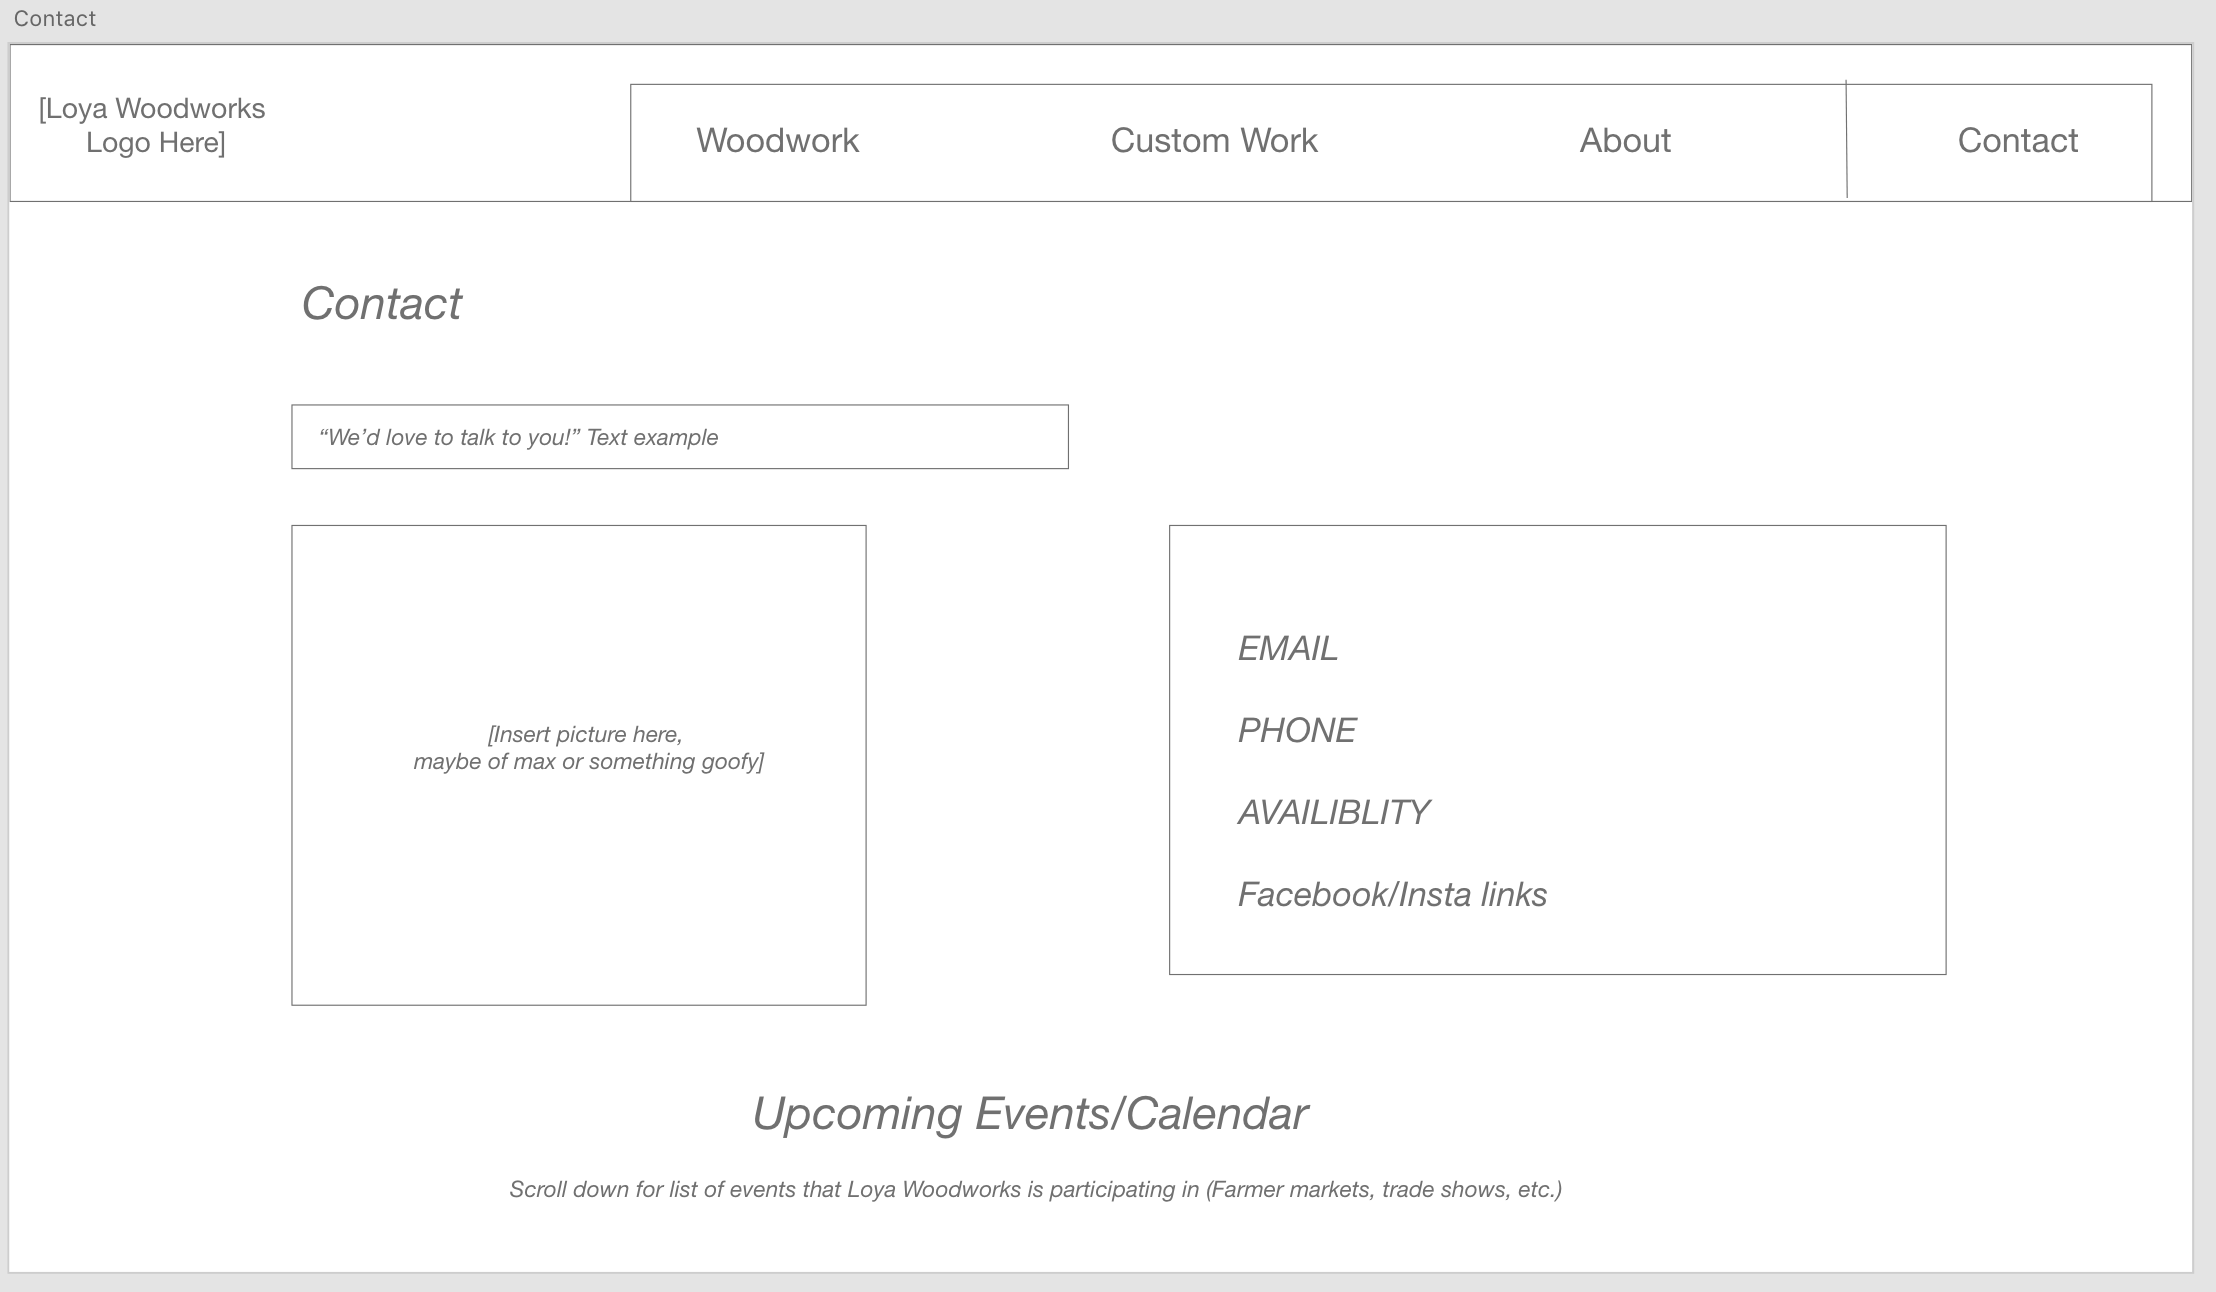 Contact
[Loya Woodworks
Logo Here]
Woodwork
Custom Work
About
Contact
Contact
“We’d love to talk to you!” Text example
[Insert picture here,
maybe of max or something goofy]
EMAIL
PHONE
AVAILIBLITY
Facebook/Insta links
Upcoming Events/Calendar
Scroll down for list of events that Loya Woodworks is participating in (Farmer markets, trade shows, etc.)